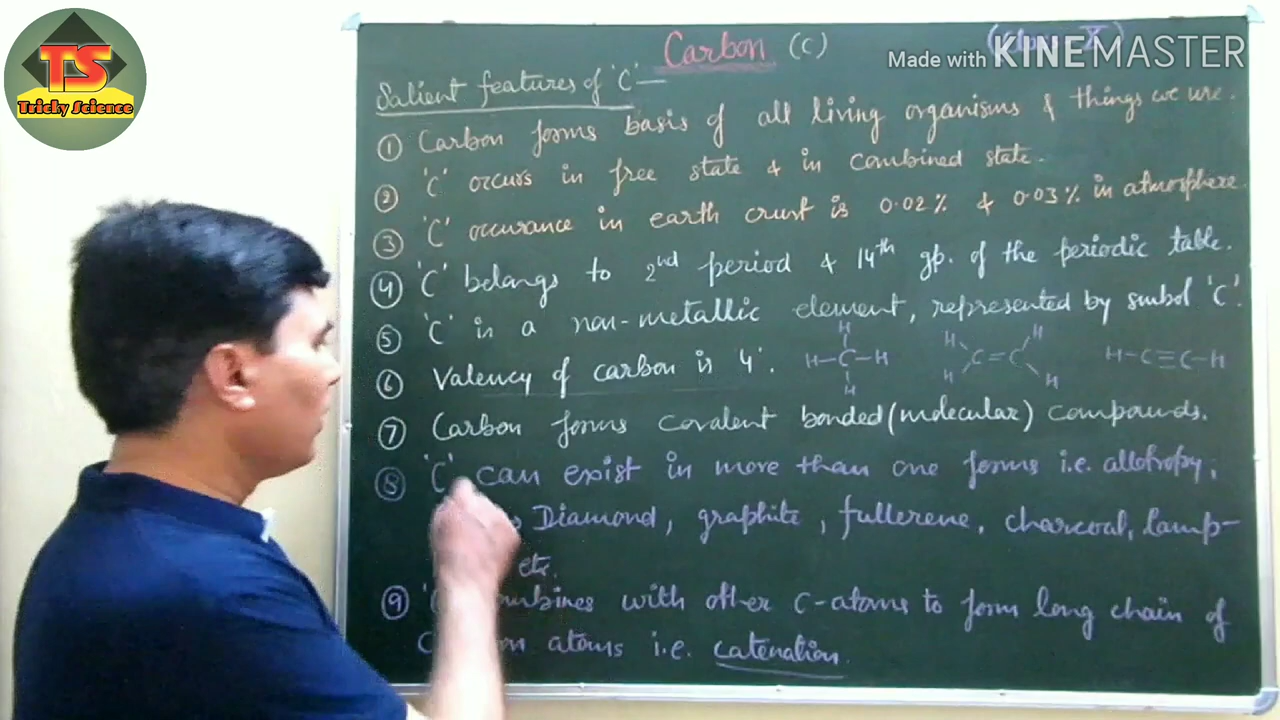 TS
Tricky Science
Made with KINEMASTER
Carbon (C)
Salient features of 'C' —
① Carbon forms basis of all living organisms & things we use.
② 'C' occurs in free state & in combined state.
③ 'C' occurance in earth crust is 0.02% & 0.03% in atmosphere.
④ 'C' belongs to 2nd period & 14th gp. of the periodic table.
⑤ 'C' is a non-metallic element, represented by smbol 'C'.
⑥ Valency of carbon is '4'.
H H–C–H H
H H C=C H H
H–C≡C–H
⑦ Carbon forms covalent bonded (molecular) compounds.
⑧ 'C' can exist in more than one forms i.e. allotropy,
Diamond, graphite, fullerene, charcoal, lamp-
etc.
⑨ with other C-atoms to form long chain of
atoms i.e. catenation.